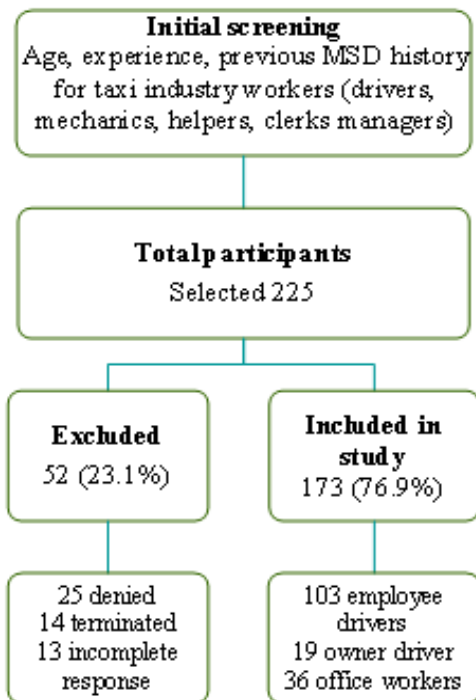 Initial screening
Age, experience, previous MSD history
for taxi industry workers (drivers,
mechanics, helpers, clerks managers)
Total participants
Selected 225
Excluded
52 (23.1%)
Included in
study
173 (76.9%)
25 denied
14 terminated
13 incomplete
response
103 employee
drivers
19 owner driver
36 office workers